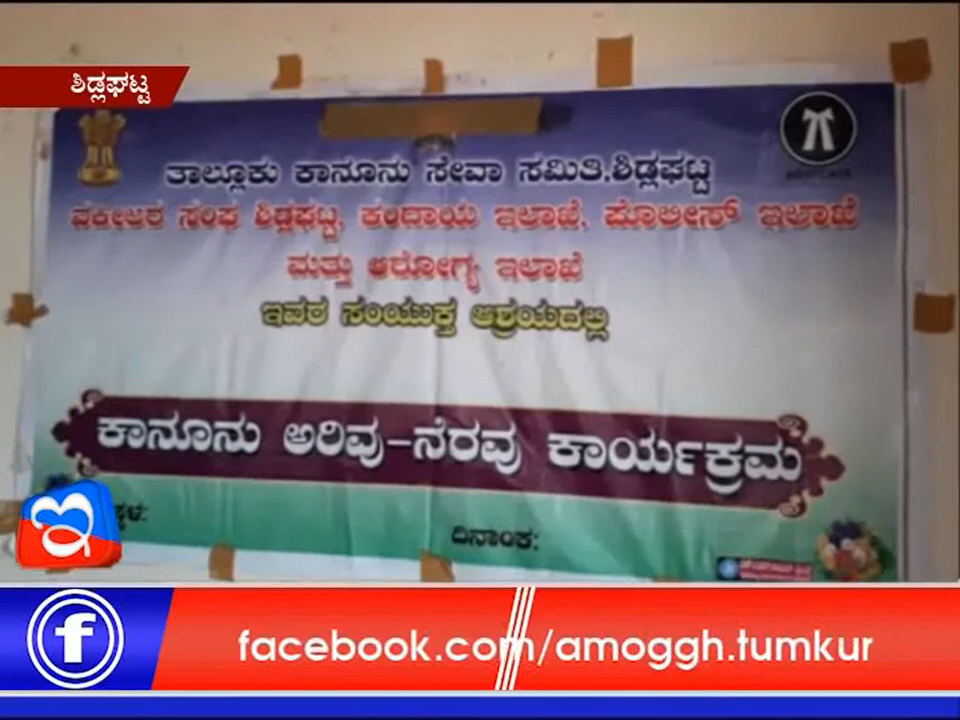 ಶಿಡ್ಲಘಟ್ಟ
ತಾಲ್ಲೂಕು ಕಾನೂನು ಸೇವಾ ಸಮಿತಿ.ಶಿಡ್ಲಘಟ್ಟ
ವಕೀಲರ ಸಂಘ ಶಿಡ್ಲಘಟ್ಟ, ಕಂದಾಯ ಇಲಾಖೆ, ಪೊಲೀಸ್ ಇಲಾಖೆ
ಮತ್ತು ಆರೋಗ್ಯ ಇಲಾಖೆ
ಇವರ ಸಂಯುಕ್ತ ಆಶ್ರಯದಲ್ಲಿ
ಕಾನೂನು ಅರಿವು-ನೆರವು ಕಾರ್ಯಕ್ರಮ
ದಿನಾಂಕ:
ಇ
facebook.com/amoggh.tumkur